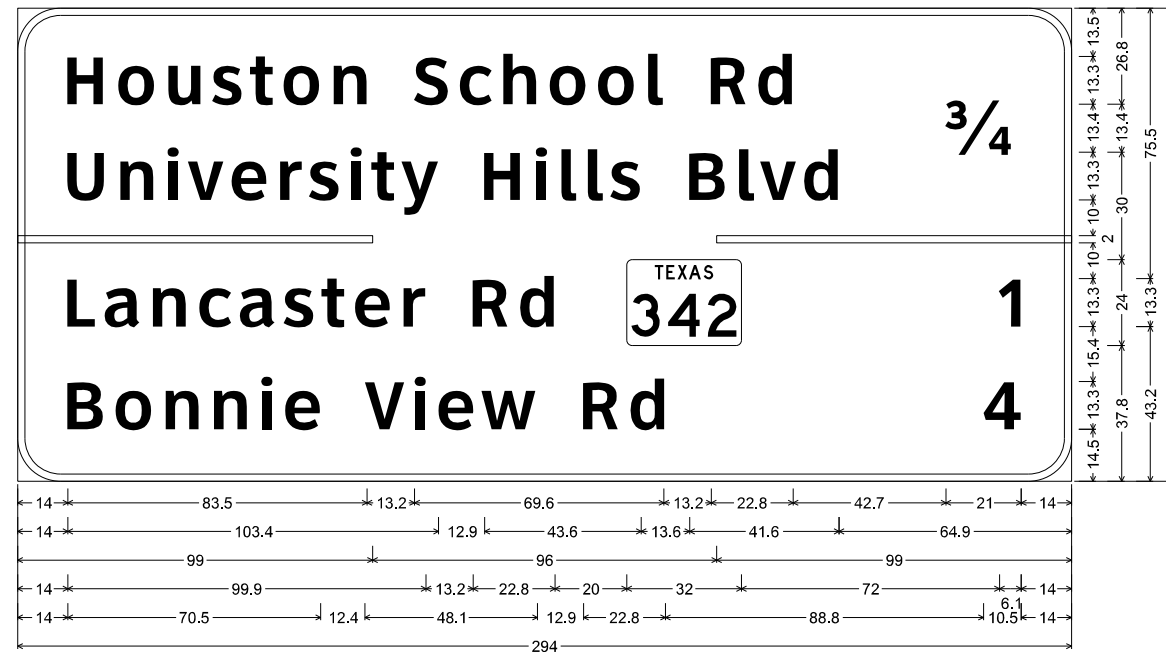 Houston School Rd
University Hills Blvd
3/4
Lancaster Rd TEXAS 342 1
Bonnie View Rd 4
13.5 13.3 13.4 13.3 10 2 10 13.3 15.4 13.3 14.5
26.8 13.4 30 24 37.8
75.5 13.3 43.2
14 83.5 13.2 69.6 13.2 22.8 42.7 21 14
14 103.4 12.9 43.6 13.6 41.6 64.9
99 96 99
14 99.9 13.2 22.8 20 32 72 6.1 14
14 70.5 12.4 48.1 12.9 22.8 88.8 10.5 14
294